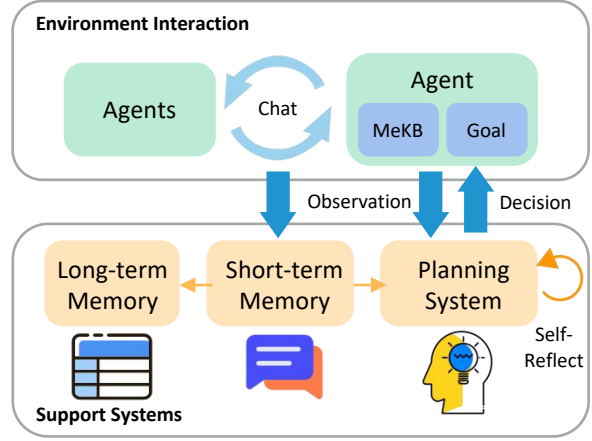 Environment Interaction
Agents
Chat
Agent
MeKB
Goal
Observation
Decision
Long-term
Memory
Short-term
Memory
Planning
System
Self-
Reflect
Support Systems